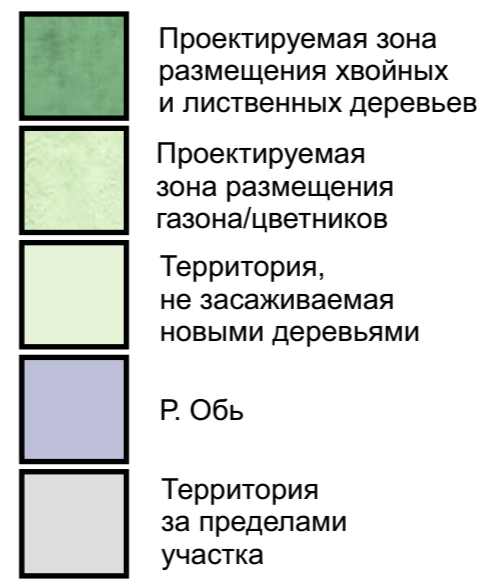 Проектируемая зона
размещения хвойных
и лиственных деревьев
Проектируемая
зона размещения
газона/цветников
Территория,
не засаживаемая
новыми деревьями
Р. Обь
Территория
за пределами
участка